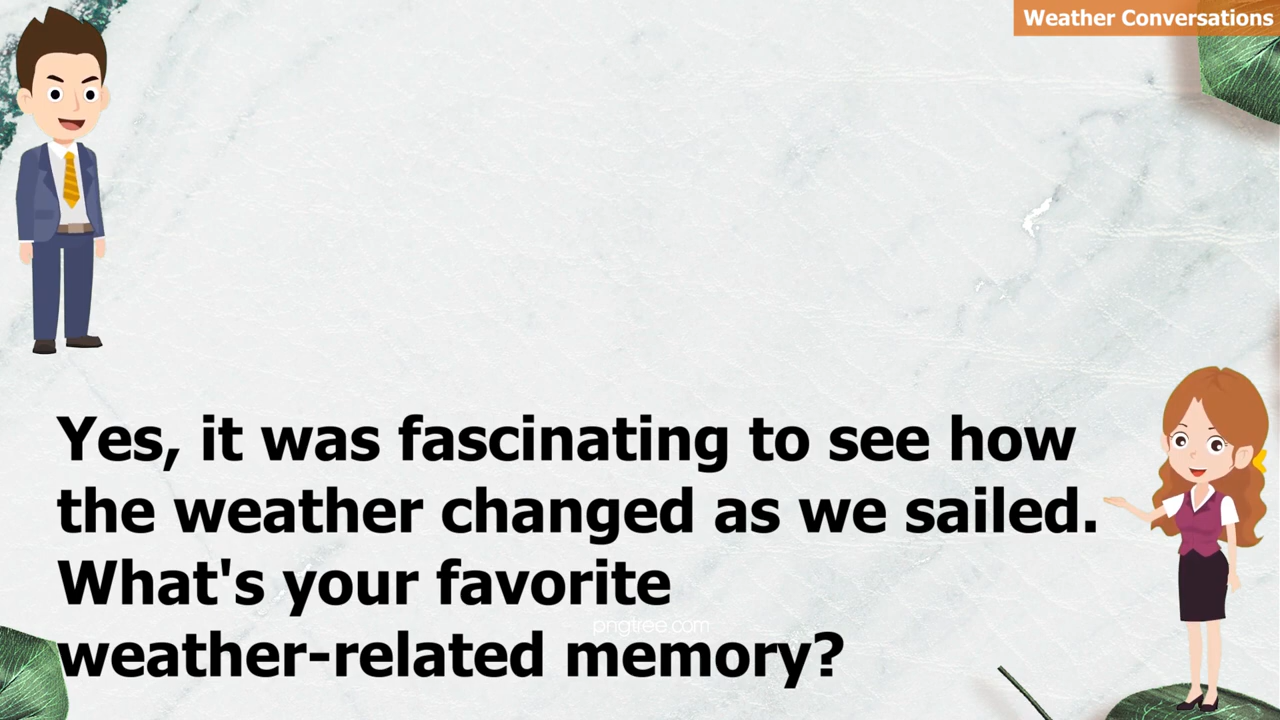 Weather Conversations
Yes, it was fascinating to see how
the weather changed as we sailed.
What's your favorite
pngtree.com
weather-related memory?